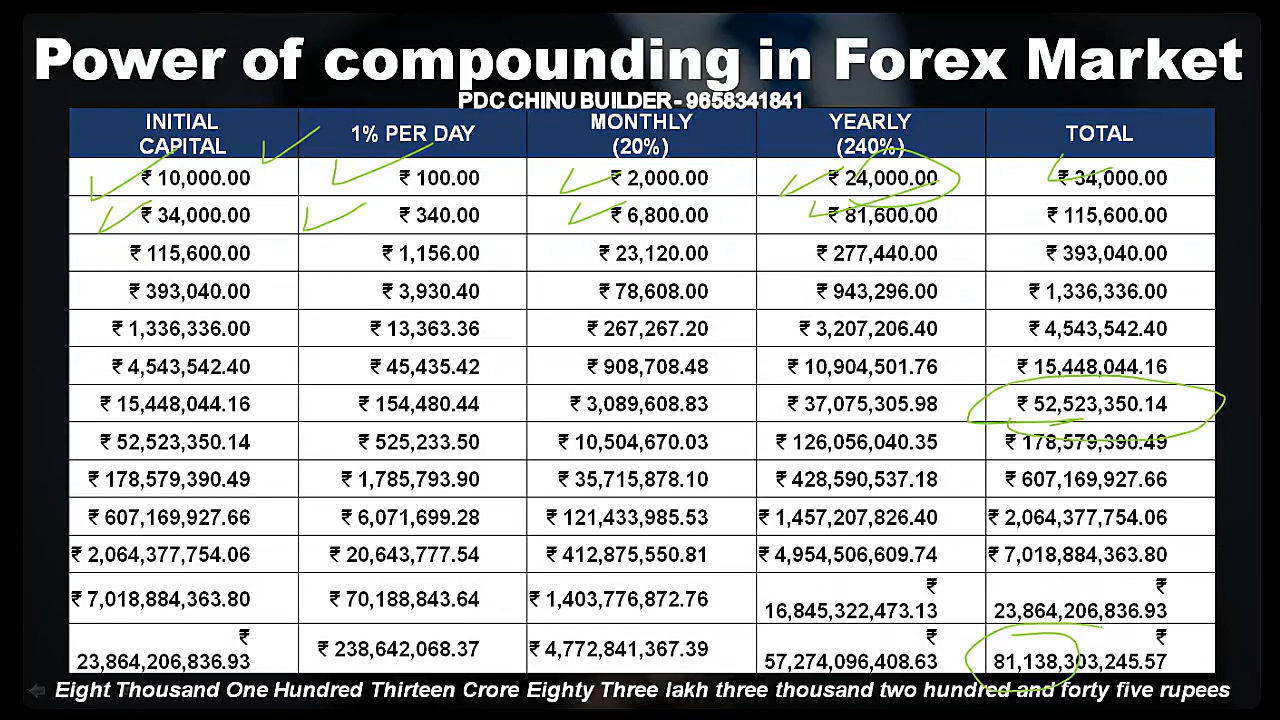 Power of compounding in Forex Market
PDC CHINU BUILDER - 9658341841
INITIAL CAPITAL 1% PER DAY MONTHLY (20%) YEARLY (240%) TOTAL
₹ 10,000.00 ₹ 100.00 ₹ 2,000.00 ₹ 24,000.00 ₹ 34,000.00
₹ 34,000.00 ₹ 340.00 ₹ 6,800.00 ₹ 81,600.00 ₹ 115,600.00
₹ 115,600.00 ₹ 1,156.00 ₹ 23,120.00 ₹ 277,440.00 ₹ 393,040.00
₹ 393,040.00 ₹ 3,930.40 ₹ 78,608.00 ₹ 943,296.00 ₹ 1,336,336.00
₹ 1,336,336.00 ₹ 13,363.36 ₹ 267,267.20 ₹ 3,207,206.40 ₹ 4,543,542.40
₹ 4,543,542.40 ₹ 45,435.42 ₹ 908,708.48 ₹ 10,904,501.76 ₹ 15,448,044.16
₹ 15,448,044.16 ₹ 154,480.44 ₹ 3,089,608.83 ₹ 37,075,305.98 ₹ 52,523,350.14
₹ 52,523,350.14 ₹ 525,233.50 ₹ 10,504,670.03 ₹ 126,056,040.35 ₹ 178,579,390.49
₹ 178,579,390.49 ₹ 1,785,793.90 ₹ 35,715,878.10 ₹ 428,590,537.18 ₹ 607,169,927.66
₹ 607,169,927.66 ₹ 6,071,699.28 ₹ 121,433,985.53 ₹ 1,457,207,826.40 ₹ 2,064,377,754.06
₹ 2,064,377,754.06 ₹ 20,643,777.54 ₹ 412,875,550.81 ₹ 4,954,506,609.74 ₹ 7,018,884,363.80
₹ 7,018,884,363.80 ₹ 70,188,843.64 ₹ 1,403,776,872.76 ₹ 16,845,322,473.13 ₹ 23,864,206,836.93
₹ 23,864,206,836.93 ₹ 238,642,068.37 ₹ 4,772,841,367.39 ₹ 57,274,096,408.63 ₹ 81,138,303,245.57
Eight Thousand One Hundred Thirteen Crore Eighty Three lakh three thousand two hundred and forty five rupees